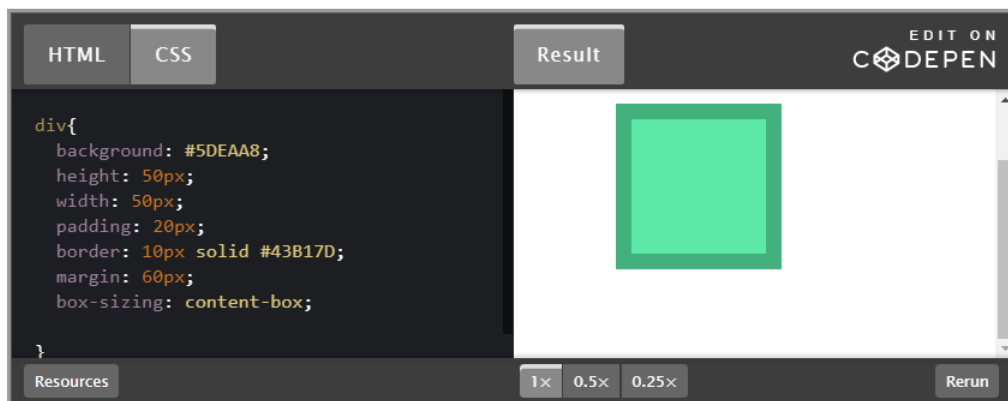 HTML CSS Result EDIT ON
CODEPEN
div{
background: #5DEAA8;
height: 50px;
width: 50px;
padding: 20px;
border: 10px solid #43B17D;
margin: 60px;
box-sizing: content-box;
}
Resources 1× 0.5× 0.25× Rerun